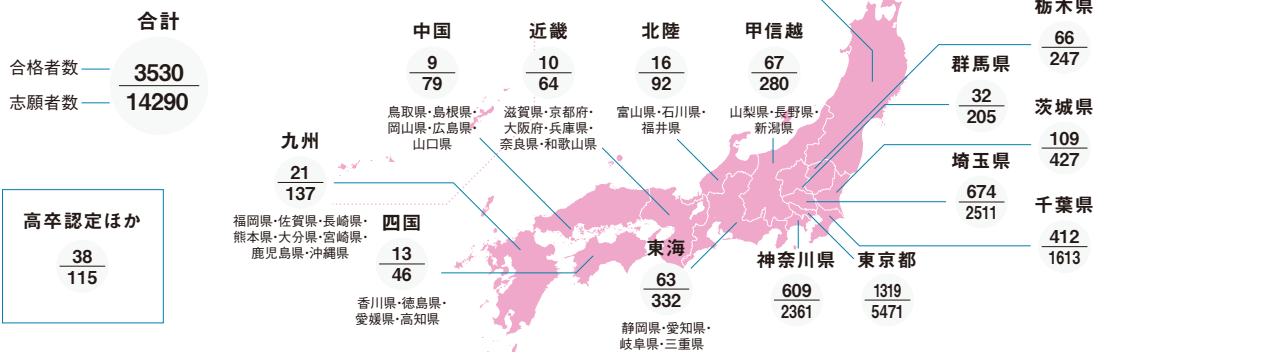 合計
合格者数
3530
志願者数
14290
高卒認定ほか
38
115
九州
21
137
福岡県・佐賀県・長崎県・
熊本県・大分県・宮崎県・
鹿児島県・沖縄県
中国
9
79
鳥取県・島根県・
岡山県・広島県・
山口県
四国
13
46
香川県・徳島県・
愛媛県・高知県
近畿
10
64
滋賀県・京都府・
大阪府・兵庫県・
奈良県・和歌山県
北陸
16
92
富山県・石川県・
福井県
甲信越
67
280
山梨県・長野県・
新潟県
東海
63
332
静岡県・愛知県・
岐阜県・三重県
神奈川県
609
2361
東京都
1319
5471
栃木県
66
247
群馬県
32
205
茨城県
109
427
埼玉県
674
2511
千葉県
412
1613